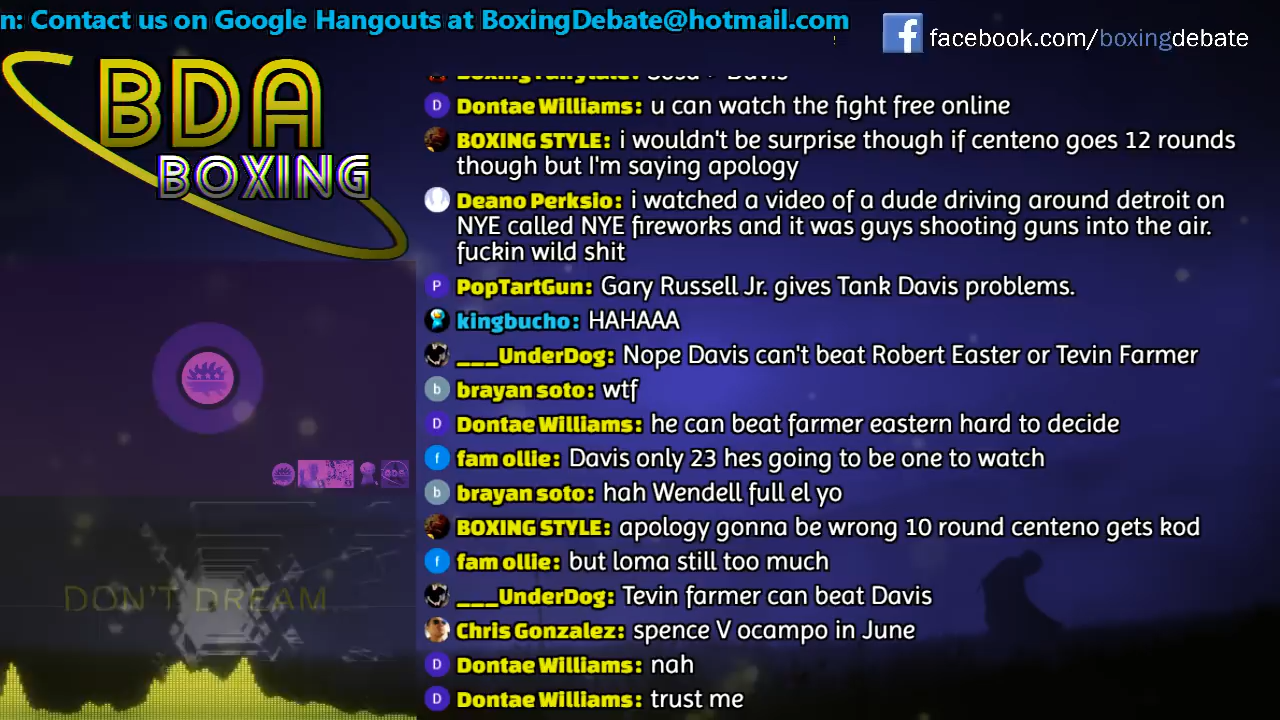 n: Contact us on Google Hangouts at BoxingDebate@hotmail.com
facebook.com/boxingdebate
BDA
BOXING
Boxing Fairytale: Sosa > Davis
Dontae Williams: u can watch the fight free online
BOXING STYLE: i wouldn't be surprise though if centeno goes 12 rounds
though but I'm saying apology
Deano Perksio: i watched a video of a dude driving around detroit on
NYE called NYE fireworks and it was guys shooting guns into the air.
fuckin wild shit
PopTartGun: Gary Russell Jr. gives Tank Davis problems.
kingbucho: HAHAAA
___UnderDog: Nope Davis can't beat Robert Easter or Tevin Farmer
brayan soto: wtf
Dontae Williams: he can beat farmer eastern hard to decide
fam ollie: Davis only 23 hes going to be one to watch
brayan soto: hah Wendell full el yo
BOXING STYLE: apology gonna be wrong 10 round centeno gets kod
fam ollie: but loma still too much
___UnderDog: Tevin farmer can beat Davis
Chris Gonzalez: spence V ocampo in June
Dontae Williams: nah
Dontae Williams: trust me
DON'T DREAM